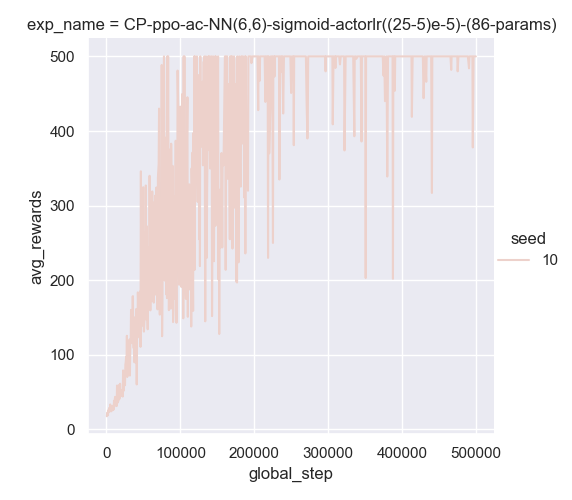 exp_name = CP-ppo-ac-NN(6,6)-sigmoid-actorlr((25-5)e-5)-(86-params)
500
400
300
200
100
0
avg_rewards
seed
10
0 100000 200000 300000 400000 500000
global_step